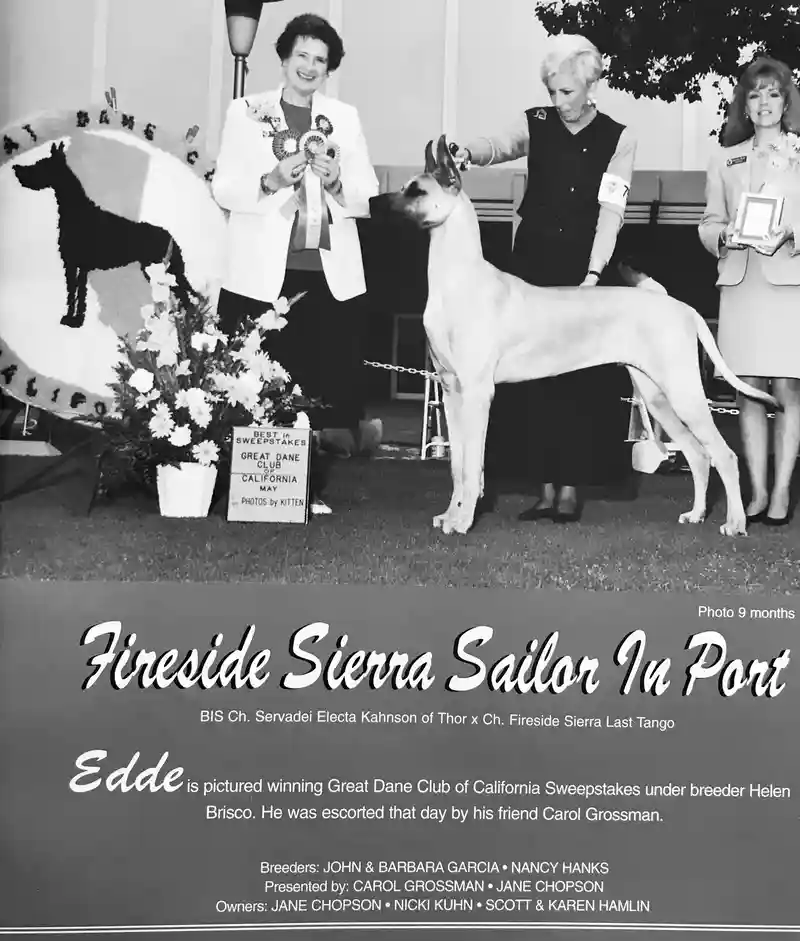 AT DANE
CALIFO
7
BEST in
SWEEPSTAKES
GREAT DANE
CLUB
OF
CALIFORNIA
MAY
PHOTOS by KITTEN
Photo 9 months
Fireside Sierra Sailor In Port
BIS Ch. Servadei Electa Kahnson of Thor x Ch. Fireside Sierra Last Tango
Edde is pictured winning Great Dane Club of California Sweepstakes under breeder Helen
Brisco. He was escorted that day by his friend Carol Grossman.
Breeders: JOHN & BARBARA GARCIA • NANCY HANKS
Presented by: CAROL GROSSMAN • JANE CHOPSON
Owners: JANE CHOPSON • NICKI KUHN • SCOTT & KAREN HAMLIN